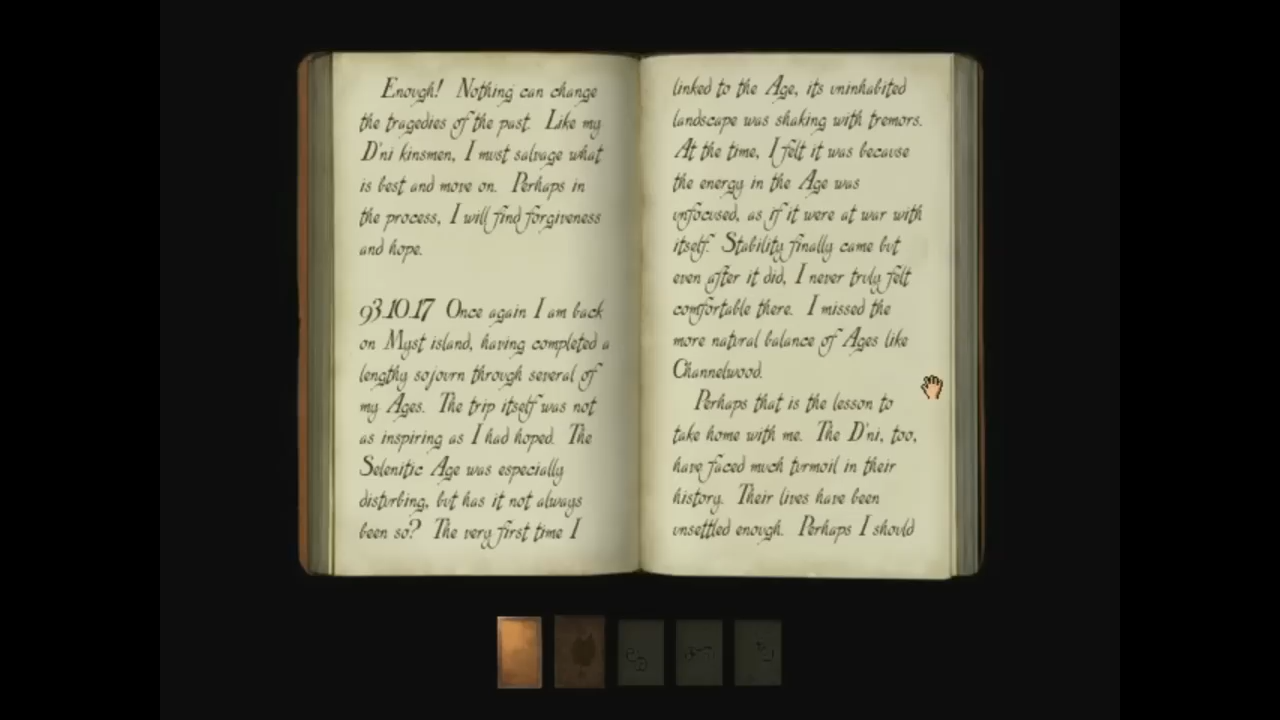 Enough! Nothing can change
the tragedies of the past. Like my
D'ni kinsmen, I must salvage what
is best and move on. Perhaps in
the process, I will find forgiveness
and hope.
93.10.17 Once again I am back
on Myst island, having completed a
lengthy sojourn through several of
my Ages. The trip itself was not
as inspiring as I had hoped. The
Selenitic Age was especially
disturbing, but has it not always
been so? The very first time I
linked to the Age, its uninhabited
landscape was shaking with tremors.
At the time, I felt it was because
the energy in the Age was
unfocused, as if it were at war with
itself. Stability finally came but
even after it did, I never truly felt
comfortable there. I missed the
more natural balance of Ages like
Channelwood.
Perhaps that is the lesson to
take home with me. The D'ni, too,
have faced much turmoil in their
history. Their lives have been
unsettled enough. Perhaps I should